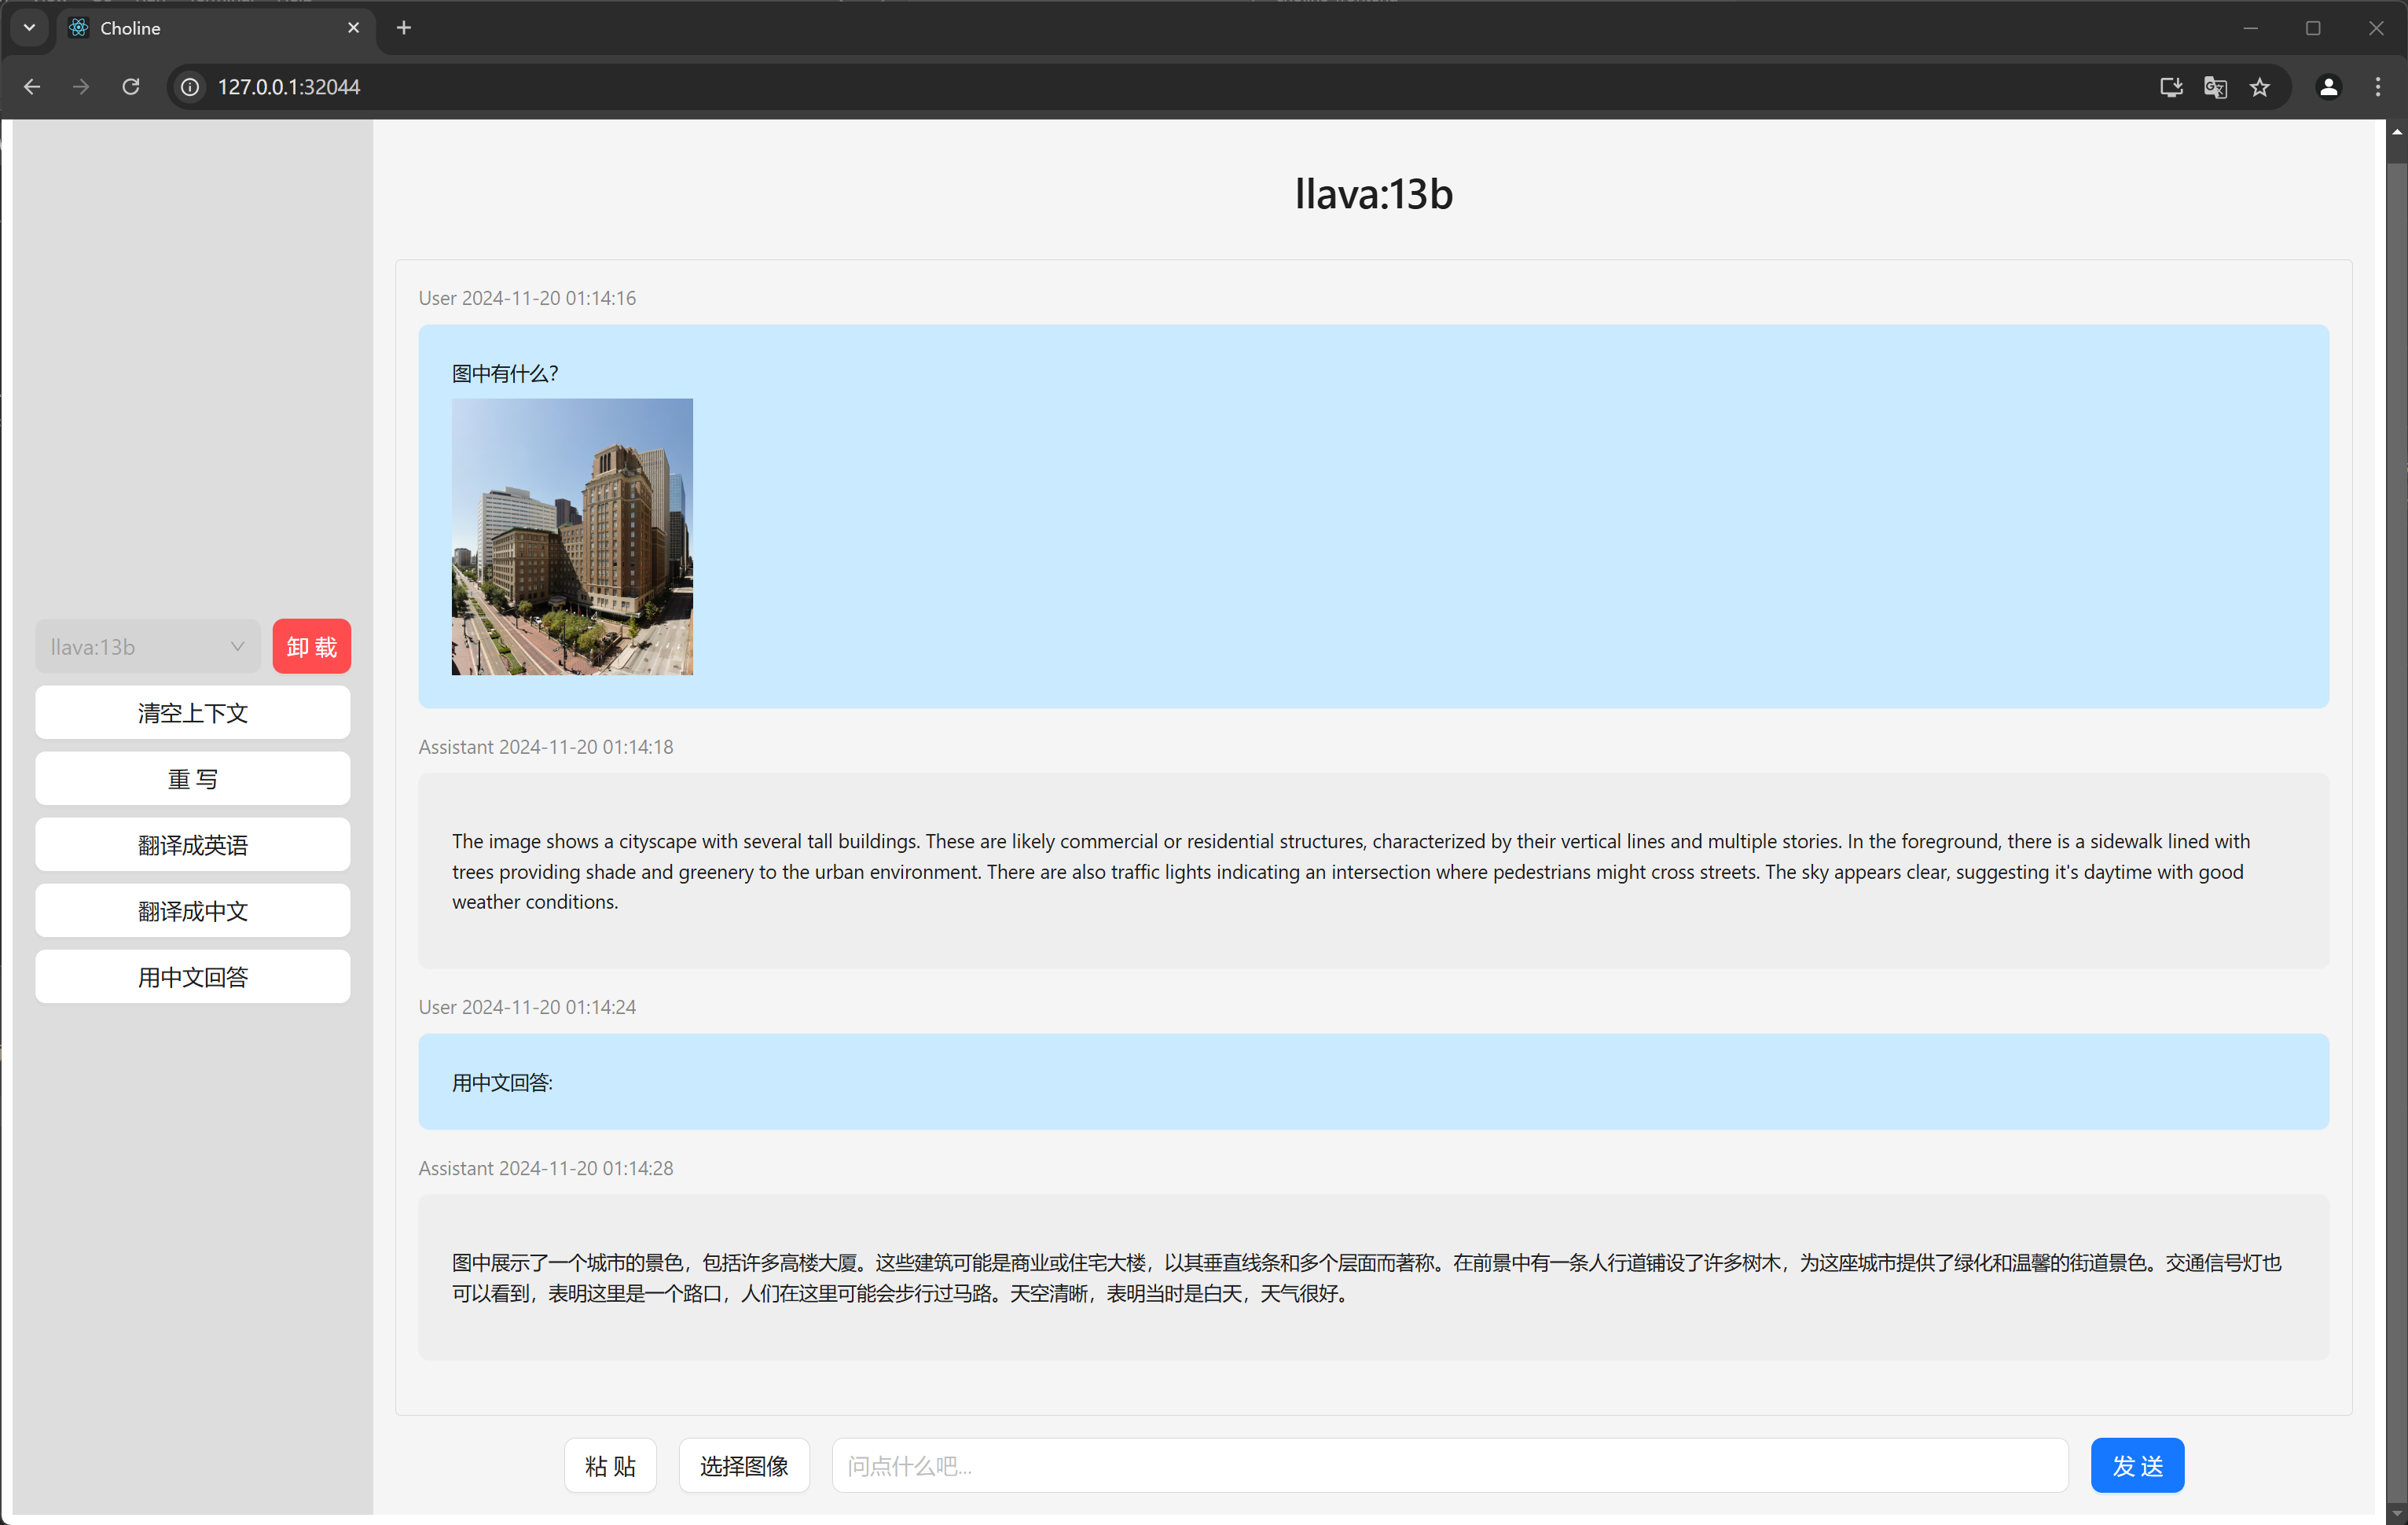 Choline
127.0.0.1:32044
llava:13b
llava:13b
卸 载
清空上下文
重 写
翻译成英语
翻译成中文
用中文回答
User 2024-11-20 01:14:16
图中有什么?
Assistant 2024-11-20 01:14:18
The image shows a cityscape with several tall buildings. These are likely commercial or residential structures, characterized by their vertical lines and multiple stories. In the foreground, there is a sidewalk lined with
trees providing shade and greenery to the urban environment. There are also traffic lights indicating an intersection where pedestrians might cross streets. The sky appears clear, suggesting it's daytime with good
weather conditions.
User 2024-11-20 01:14:24
用中文回答:
Assistant 2024-11-20 01:14:28
图中展示了一个城市的景色，包括许多高楼大厦。这些建筑可能是商业或住宅大楼，以其垂直线条和多个层面而著称。在前景中有一条人行道铺设了许多树木，为这座城市提供了绿化和温馨的街道景色。交通信号灯也
可以看到，表明这里是一个路口，人们在这里可能会步行过马路。天空清晰，表明当时是白天，天气很好。
粘 贴
选择图像
问点什么吧...
发 送